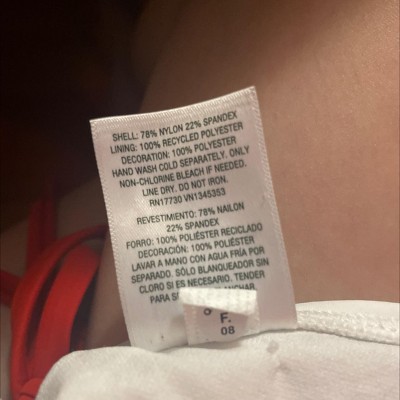 SHELL: 78% NYLON 22% SPANDEX
LINING: 100% RECYCLED POLYESTER
DECORATION: 100% POLYESTER
HAND WASH COLD SEPARATELY. ONLY
NON-CHLORINE BLEACH IF NEEDED.
LINE DRY. DO NOT IRON.
RN17730 VN1345353
REVESTIMIENTO: 78% NAILON
22% SPANDEX
FORRO: 100% POLIÉSTER RECICLADO
DECORACIÓN: 100% POLIÉSTER
LAVAR A MANO CON AGUA FRÍA POR
SEPARADO. SÓLO BLANQUEADOR SIN
CLORO SI ES NECESARIO. TENDER
PARA
F.
08